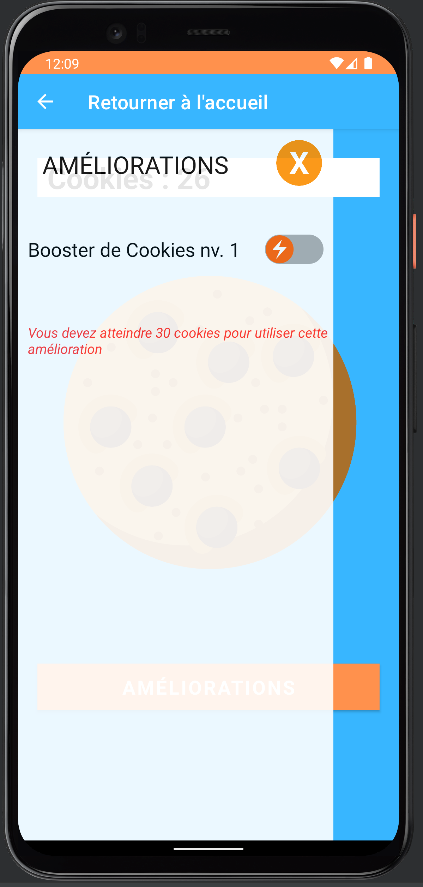 12:09
Retourner à l'accueil
AMÉLIORATIONS
X
Cookies : 26
Booster de Cookies nv. 1
Vous devez atteindre 30 cookies pour utiliser cette
amélioration
AMÉLIORATIONS